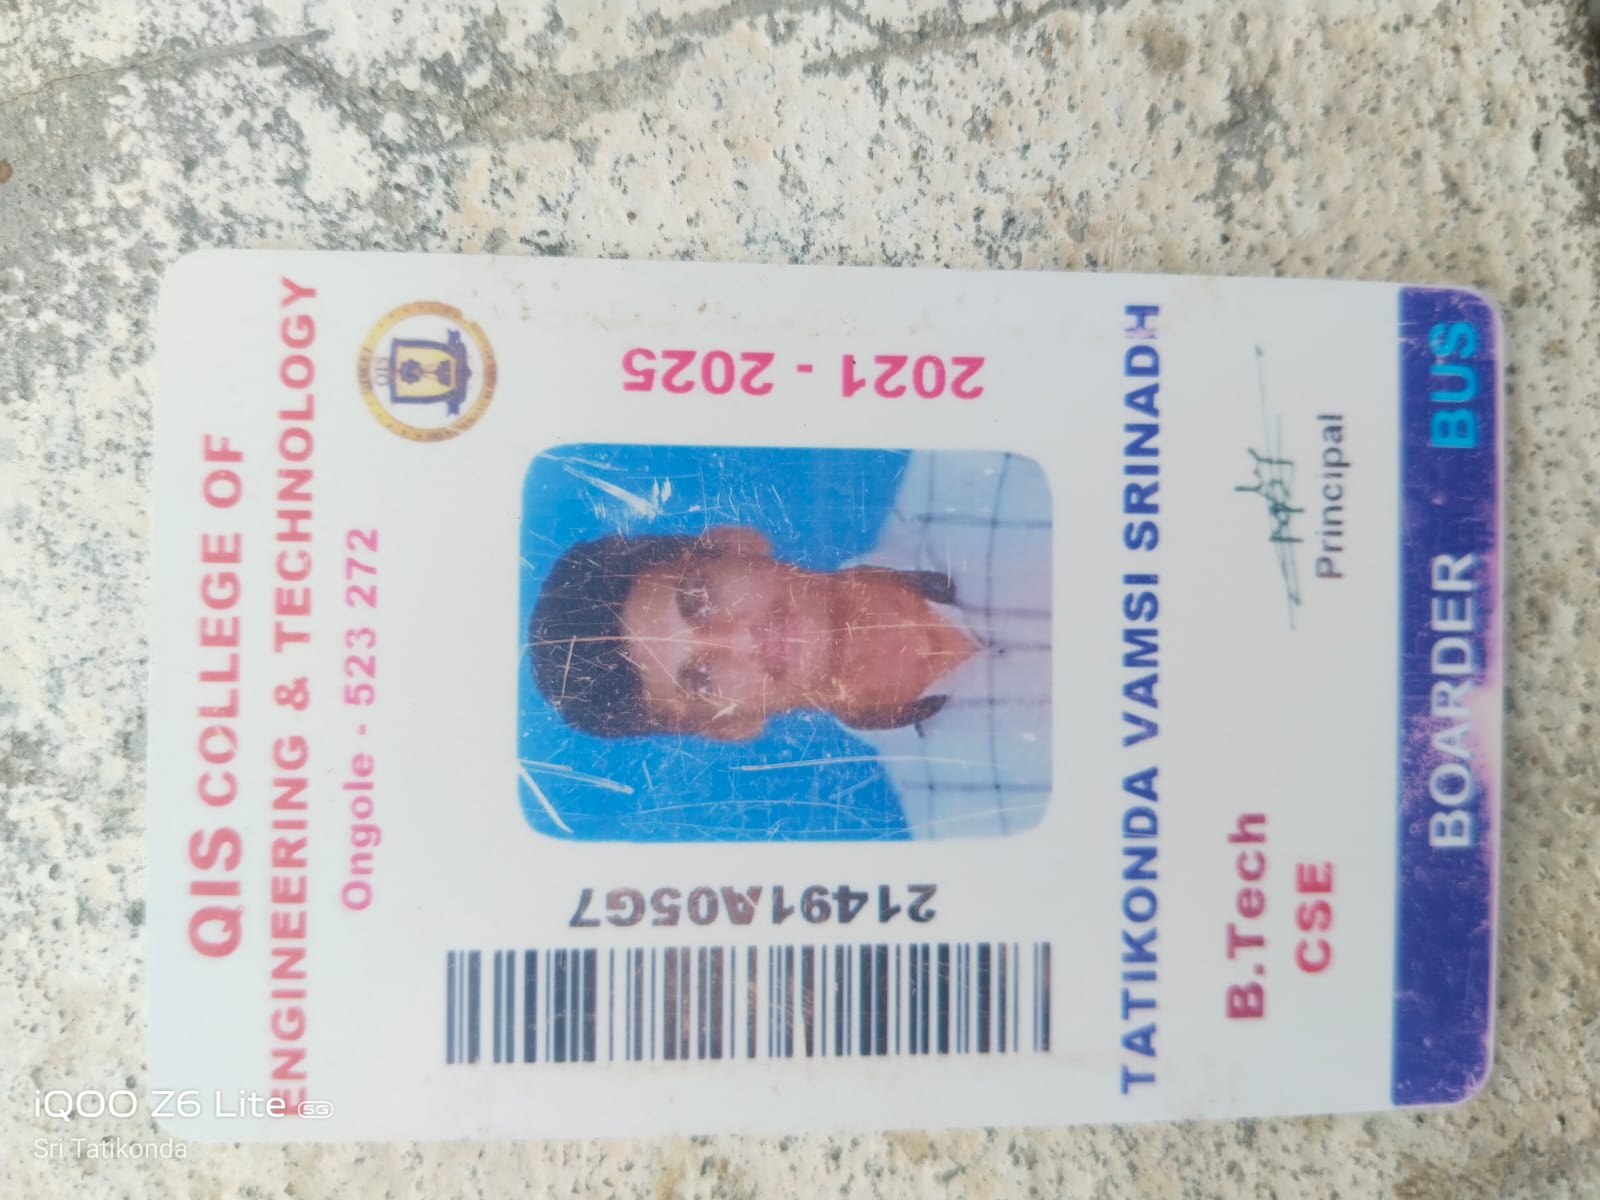 QIS COLLEGE OF
ENGINEERING & TECHNOLOGY
Ongole - 523 272
QIS
2021 - 2025
21491A05G7
TATIKONDA VAMSI SRINADH
B.Tech
CSE
Principal
BOARDER BUS
iQOO Z6 Lite 5G
Sri Tatikonda